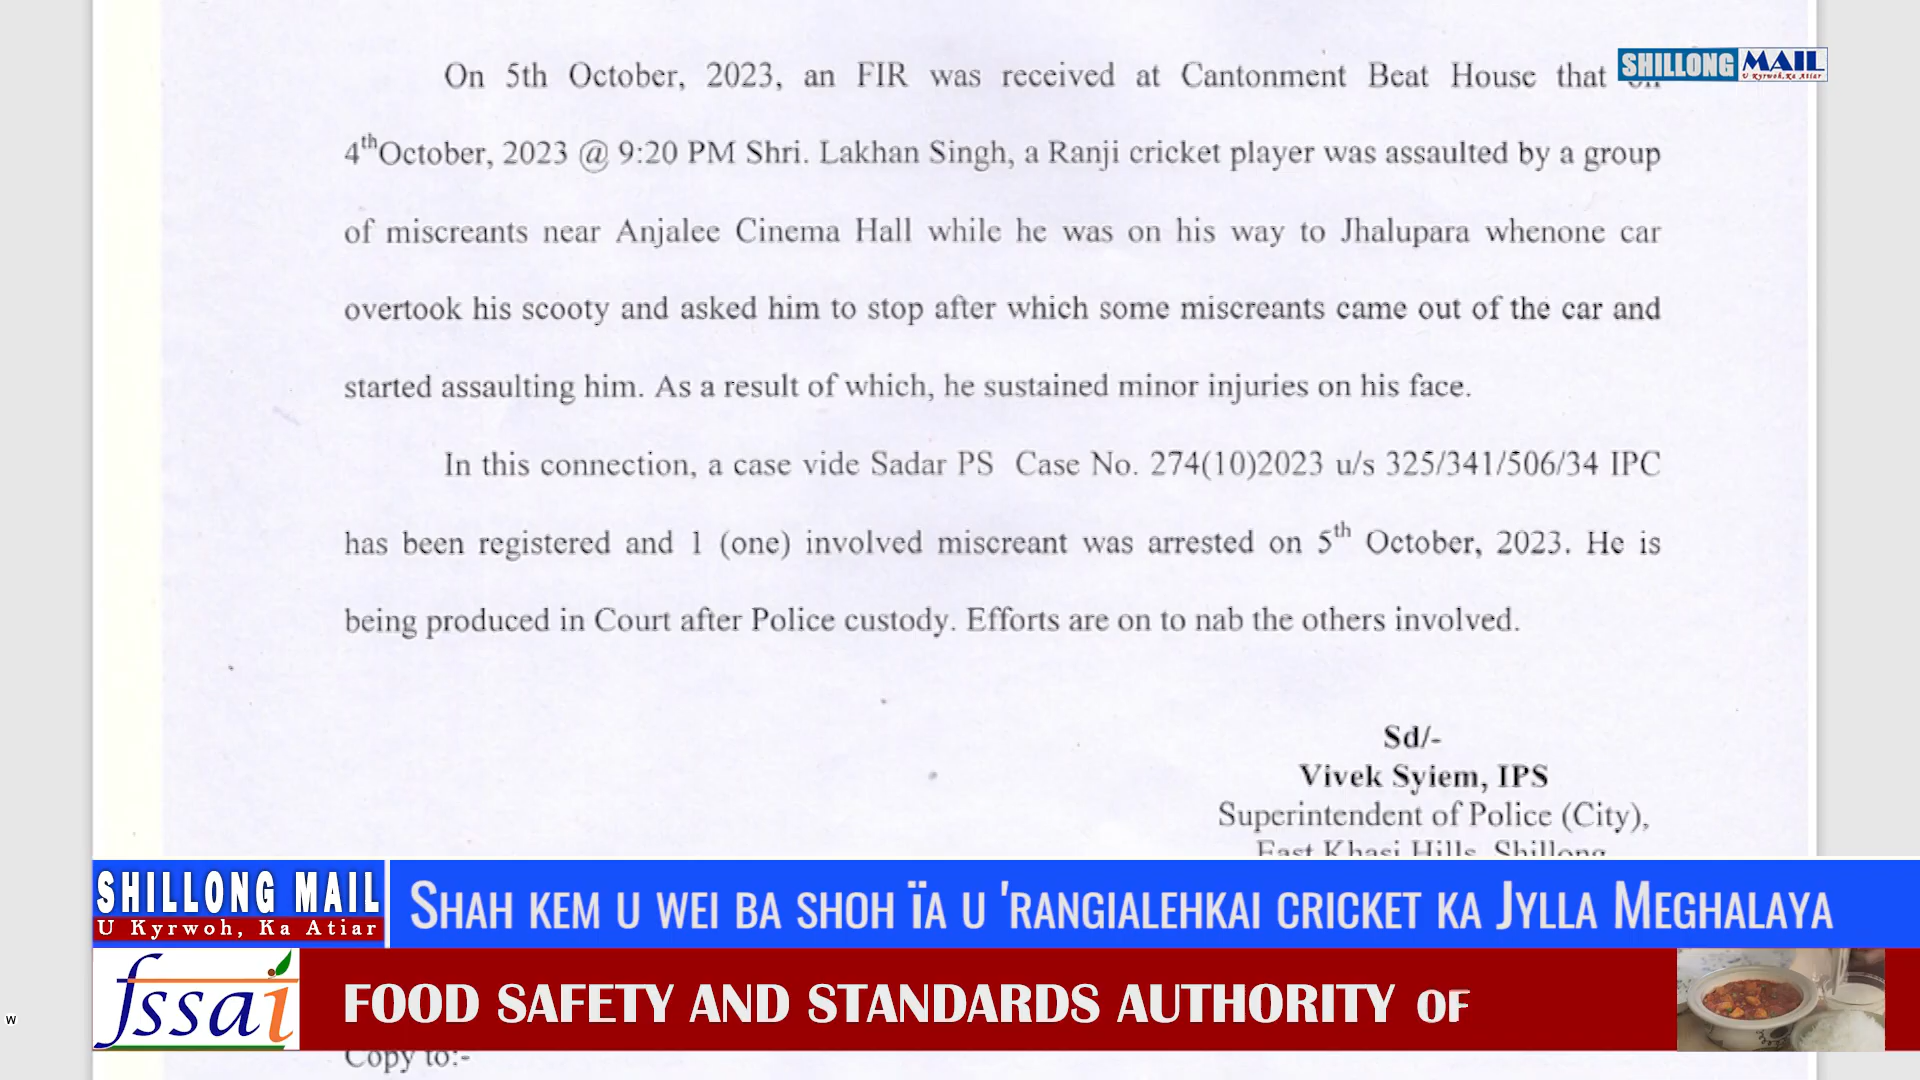 On 5th October, 2023, an FIR was received at Cantonment Beat House that on
4thOctober, 2023 @ 9:20 PM Shri. Lakhan Singh, a Ranji cricket player was assaulted by a group
of miscreants near Anjalee Cinema Hall while he was on his way to Jhalupara whenone car
overtook his scooty and asked him to stop after which some miscreants came out of the car and
started assaulting him. As a result of which, he sustained minor injuries on his face.
In this connection, a case vide Sadar PS Case No. 274(10)2023 u/s 325/341/506/34 IPC
has been registered and 1 (one) involved miscreant was arrested on 5th October, 2023. He is
being produced in Court after Police custody. Efforts are on to nab the others involved.
Sd/-
Vivek Syiem, IPS
Superintendent of Police (City),
East Khasi Hills, Shillong
Copy to:-
SHILLONG MAIL
U Kyrwoh, Ka Atiar
SHILLONG MAIL
U Kyrwoh, Ka Atiar
SHAH KEM U WEI BA SHOH ÏA U 'RANGIALEHKAI CRICKET KA JYLLA MEGHALAYA
fssai
FOOD SAFETY AND STANDARDS AUTHORITY OF
w